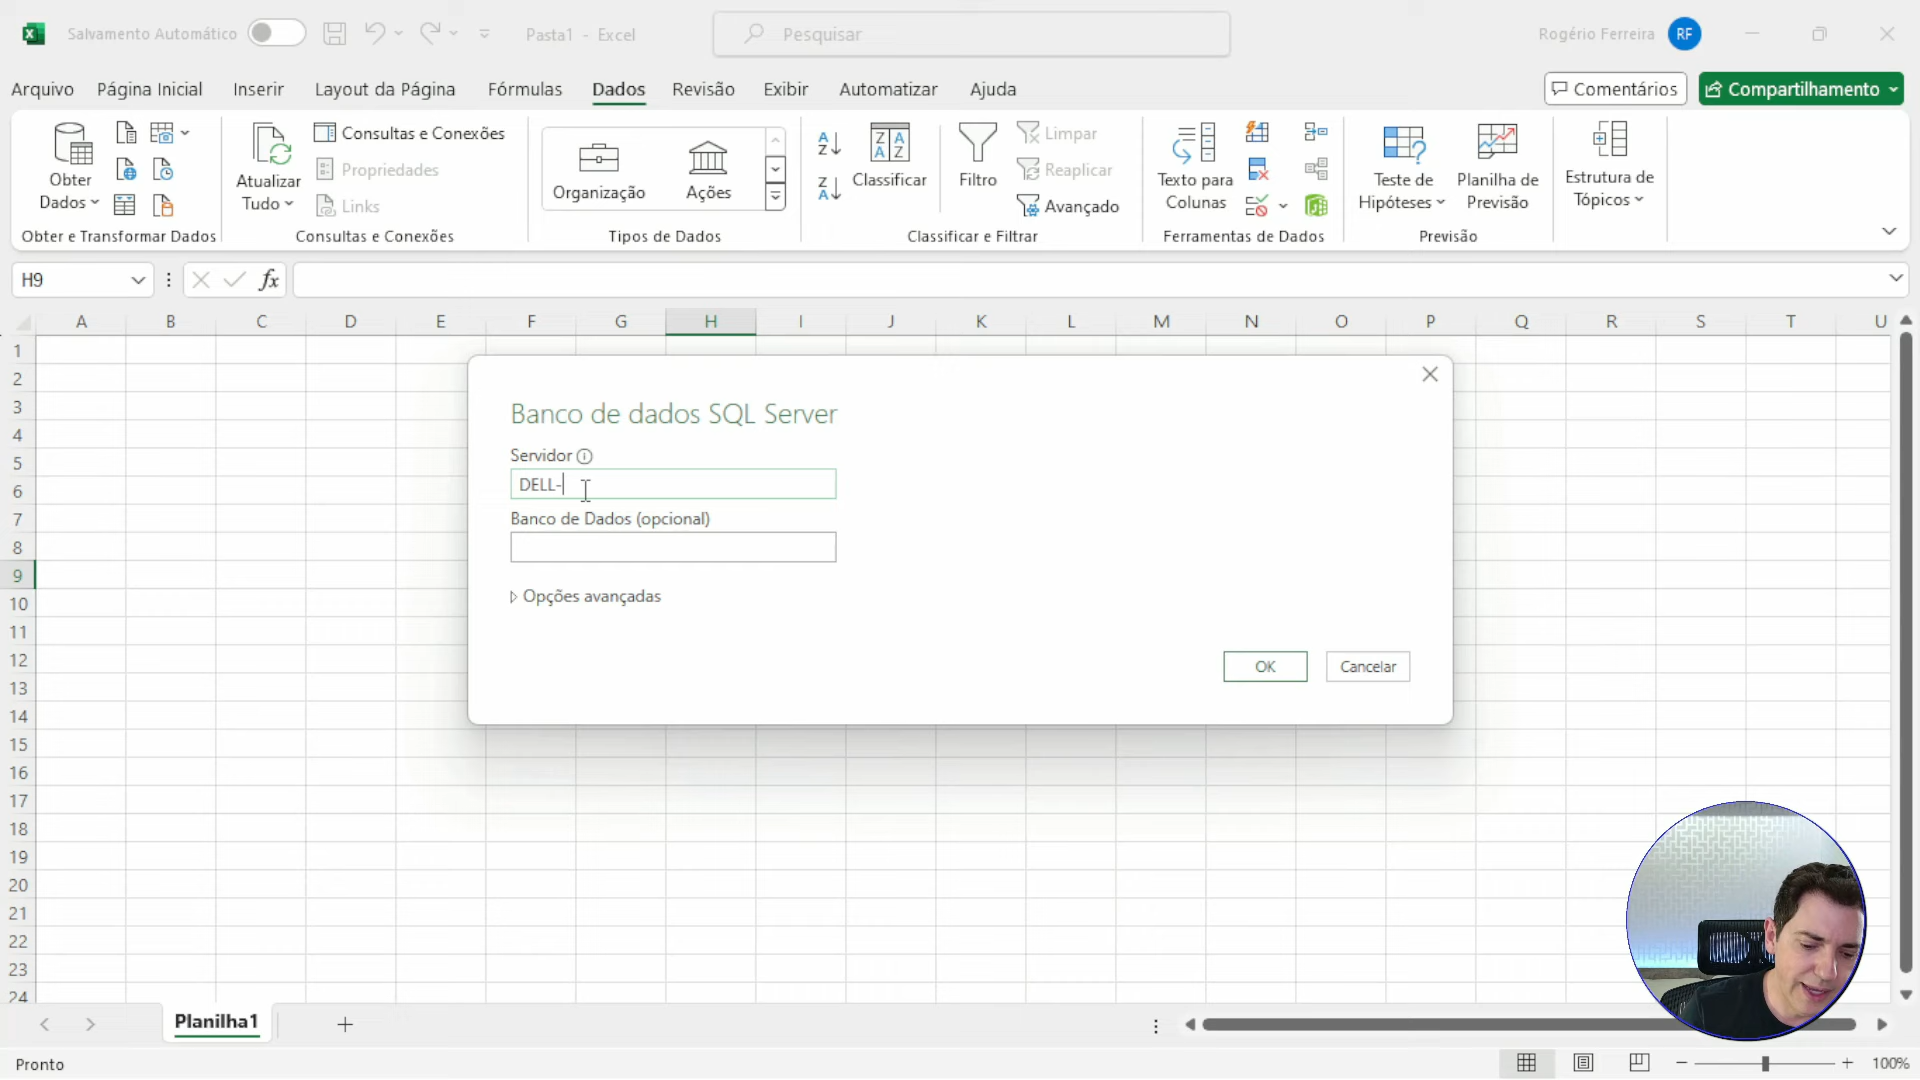 Salvamento Automático
Pasta1 - Excel
Pesquisar
Rogério Ferreira
RF
Arquivo
Página Inicial
Inserir
Layout da Página
Fórmulas
Dados
Revisão
Exibir
Automatizar
Ajuda
Comentários
Compartilhamento
Obter
Dados
Obter e Transformar Dados
Atualizar
Tudo
Consultas e Conexões
Propriedades
Links
Consultas e Conexões
Organização
Ações
Tipos de Dados
Classificar
Filtro
Limpar
Reaplicar
Avançado
Classificar e Filtrar
Texto para
Colunas
Ferramentas de Dados
Teste de
Hipóteses
Planilha de
Previsão
Previsão
Estrutura de
Tópicos
H9
fx
A B C D E F G H I J K L M N O P Q R S T U
1
2
3
4
5
6
7
8
9
10
11
12
13
14
15
16
17
18
19
20
21
22
23
24
Banco de dados SQL Server
Servidor
DELL-
Banco de Dados (opcional)
Opções avançadas
OK
Cancelar
Planilha1
Pronto
100%